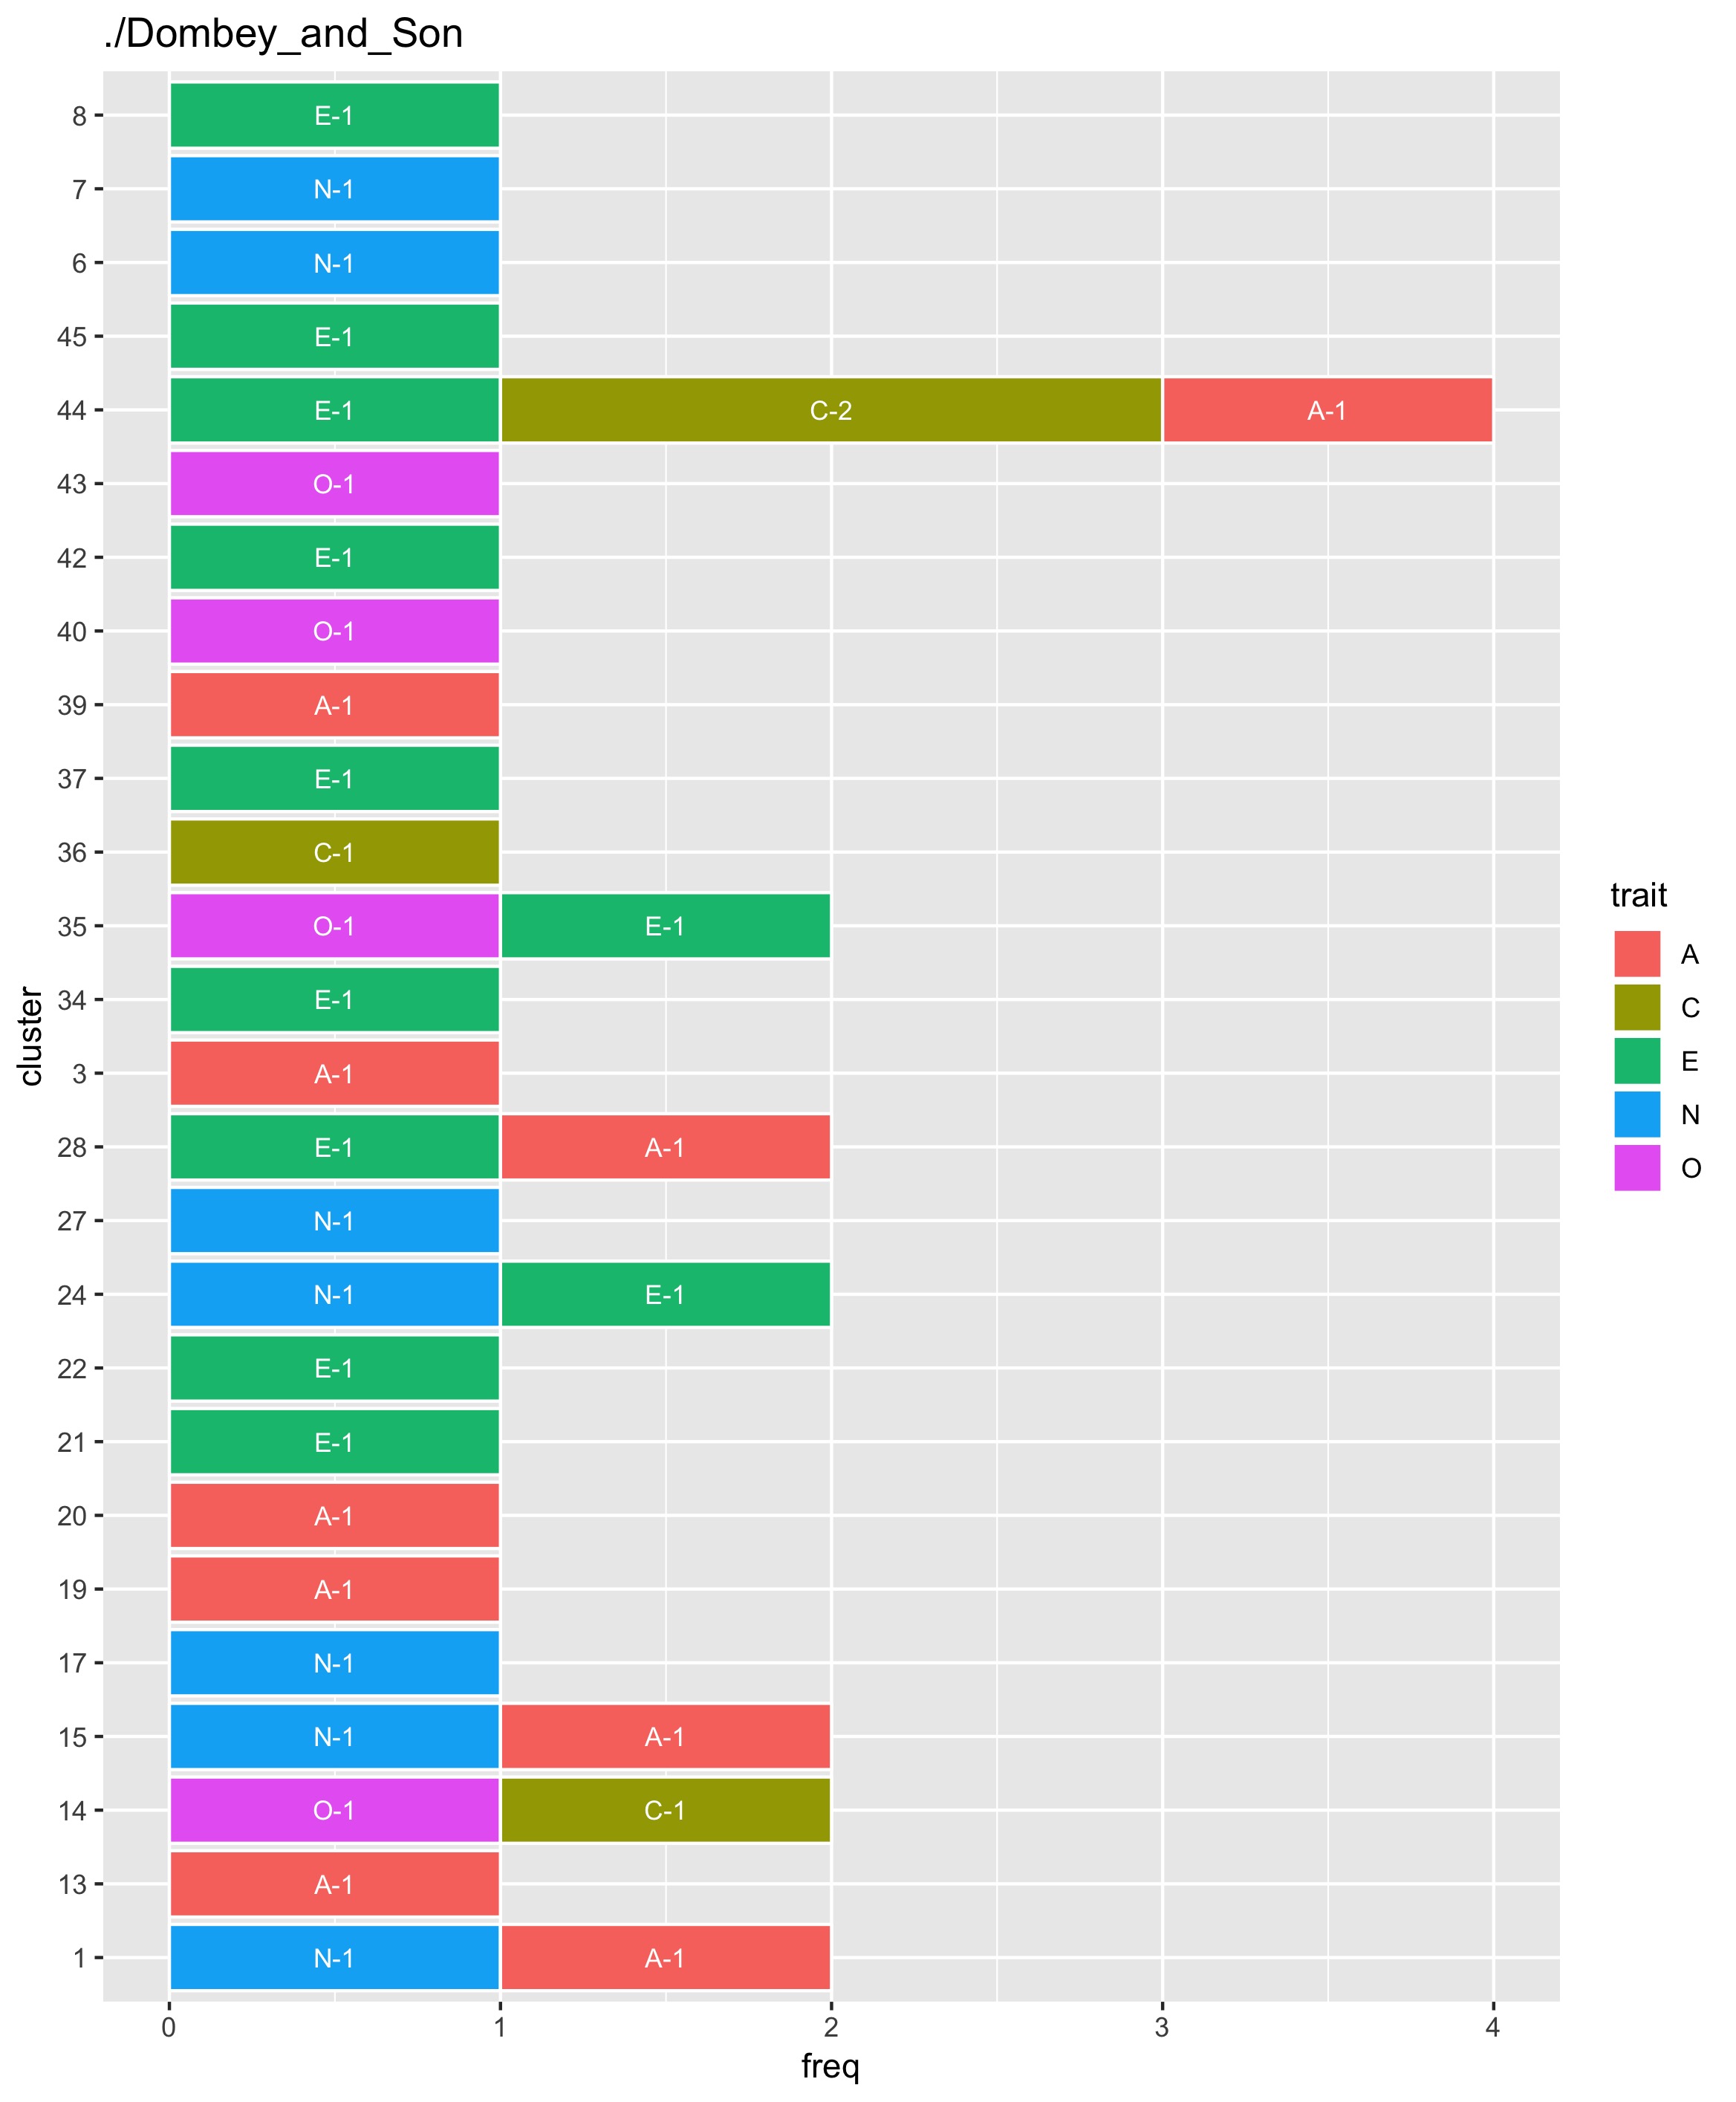 ./Dombey_and_Son
8 E-1
7 N-1
6 N-1
45 E-1
44 E-1 C-2 A-1
43 O-1
42 E-1
40 O-1
39 A-1
37 E-1
36 C-1
35 O-1 E-1
34 E-1
3 A-1
28 E-1 A-1
27 N-1
24 N-1 E-1
22 E-1
21 E-1
20 A-1
19 A-1
17 N-1
15 N-1 A-1
14 O-1 C-1
13 A-1
1 N-1 A-1
0 1 2 3 4
freq
cluster
trait
A
C
E
N
O